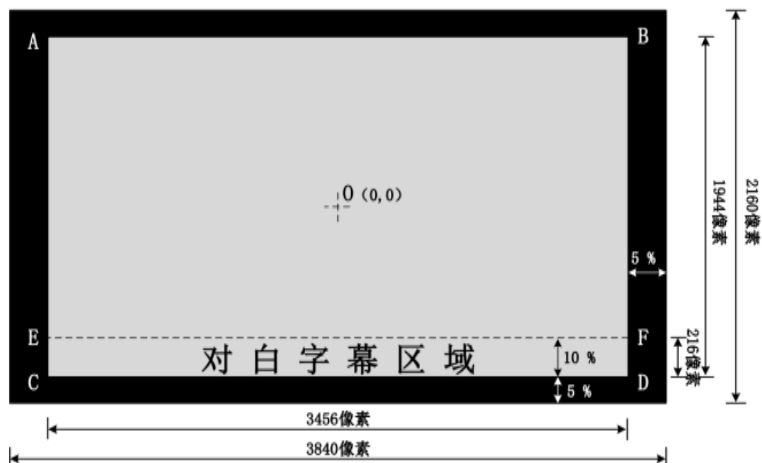 A
B
O (0,0)
1944像素
2160像素
5 %
E
F
对白字幕区域
10 %
216像素
C
D
5 %
3456像素
3840像素